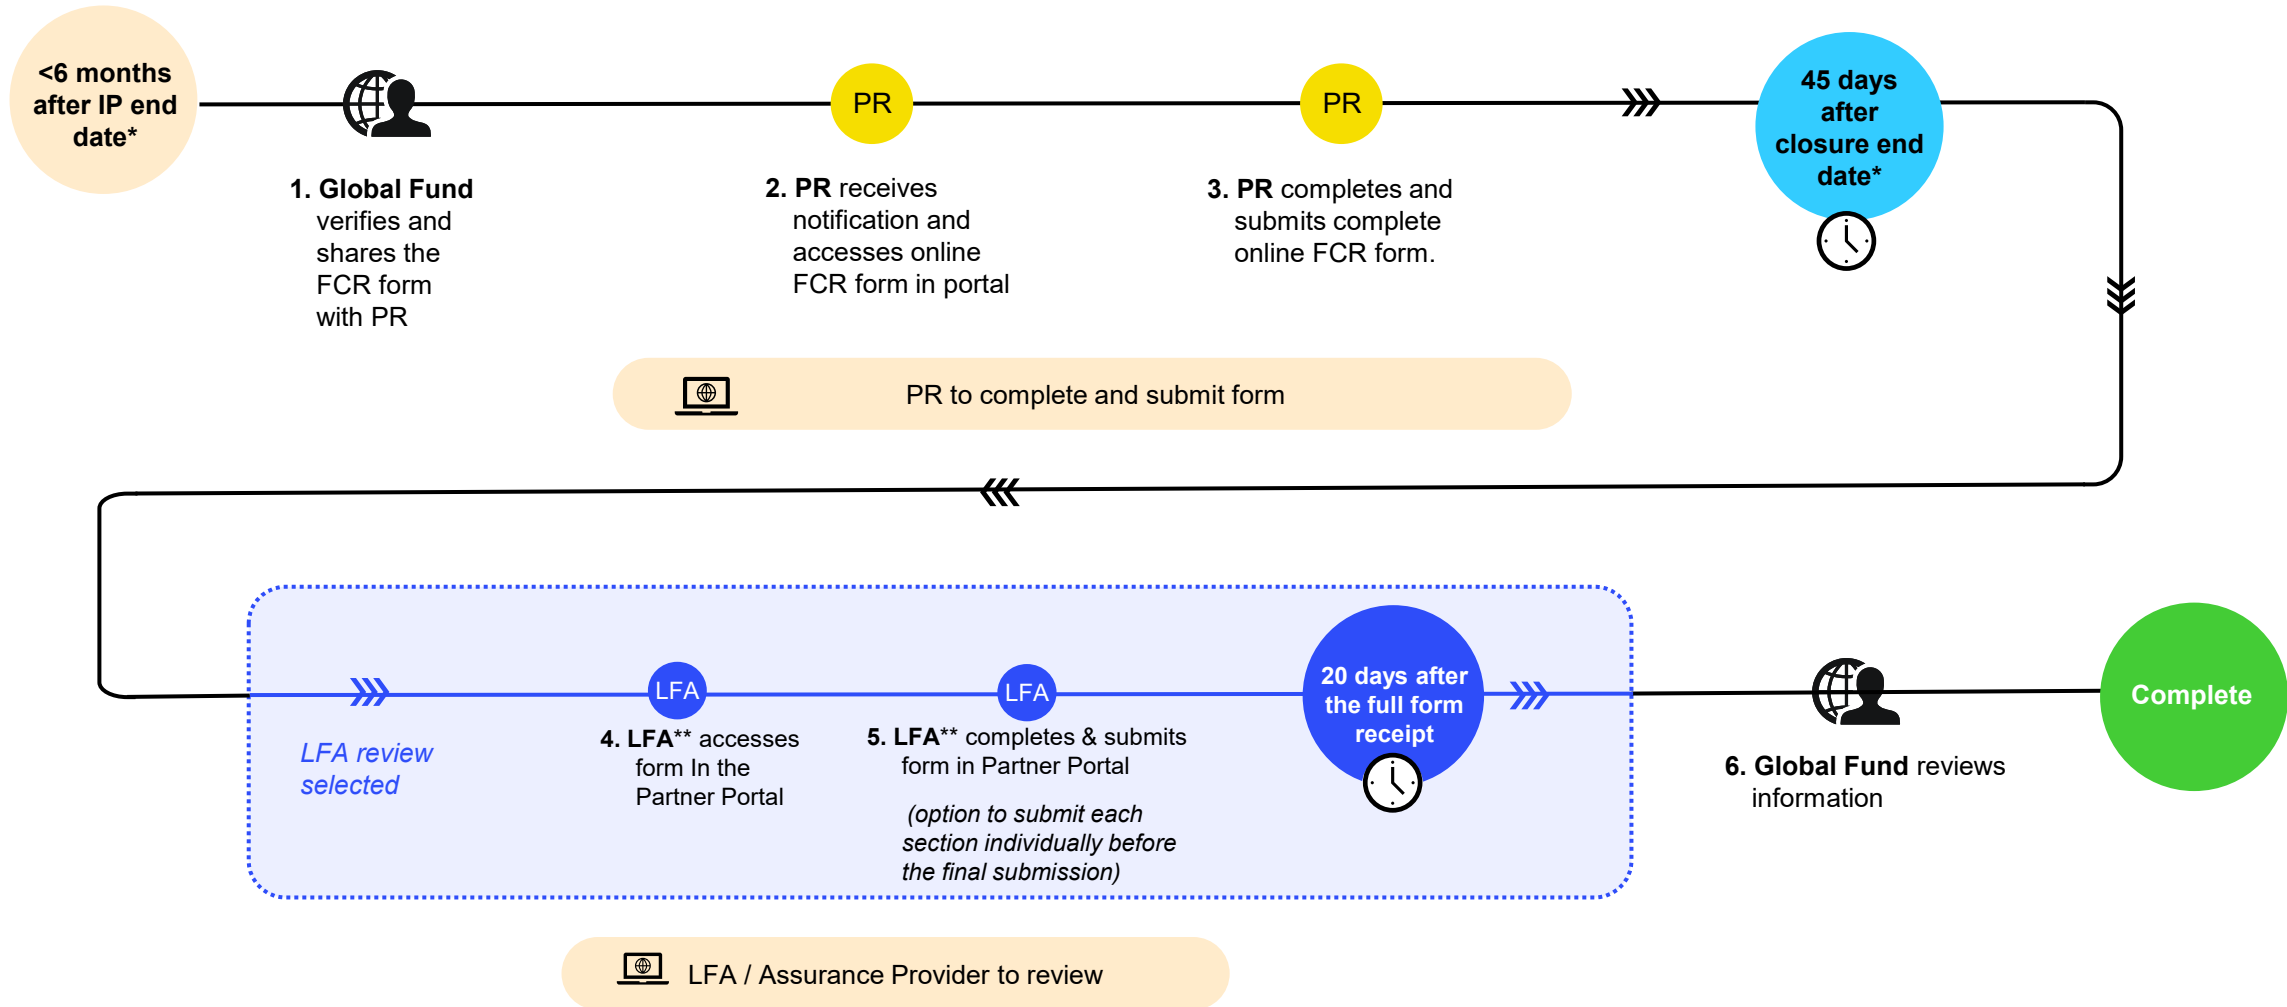 <6 months
after IP end
date*
1. Global Fund
verifies and
shares the
FCR form
with PR
PR
2. PR receives
notification and
accesses online
FCR form in portal
PR
3. PR completes and
submits complete
online FCR form.
45 days
after
closure end
date*
PR to complete and submit form
LFA review
selected
LFA
4. LFA** accesses
form In the
Partner Portal
LFA
5. LFA** completes & submits
form in Partner Portal
(option to submit each
section individually before
the final submission)
20 days after
the full form
receipt
6. Global Fund reviews
information
Complete
LFA / Assurance Provider to review